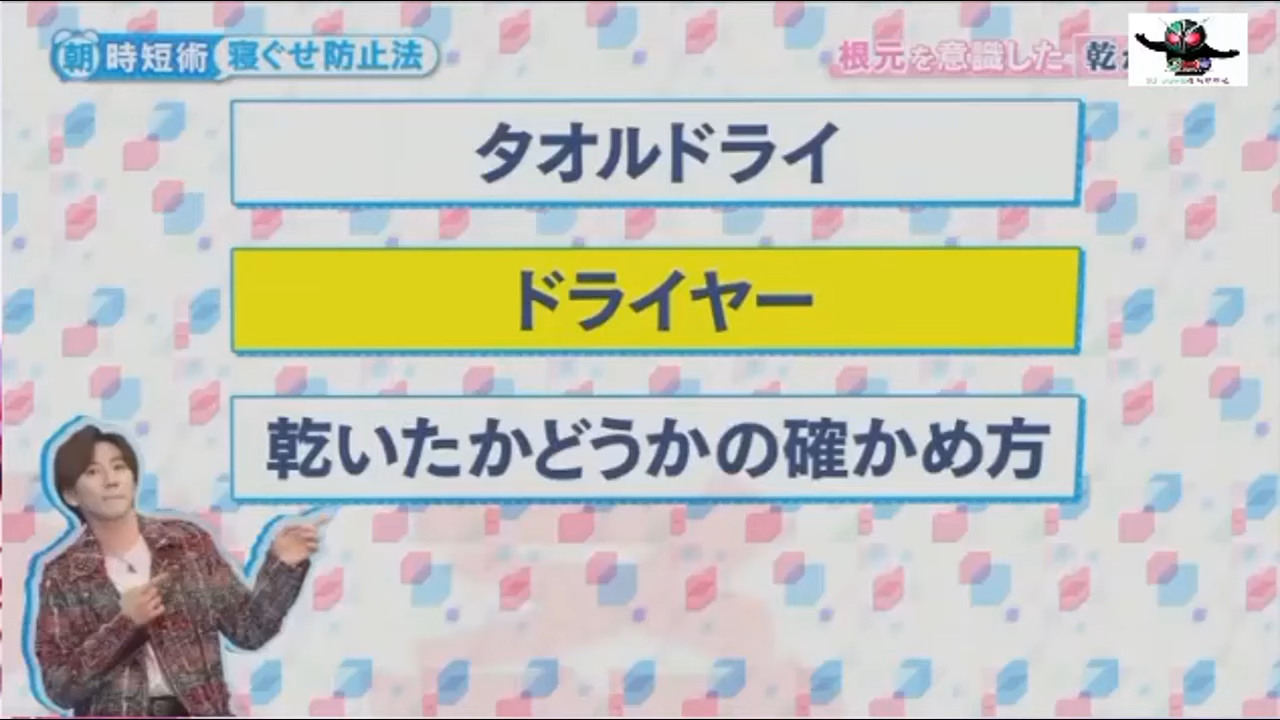 朝時短術 寝ぐせ防止法
根元を意識した 乾
タオルドライ
ドライヤー
乾いたかどうかの確かめ方